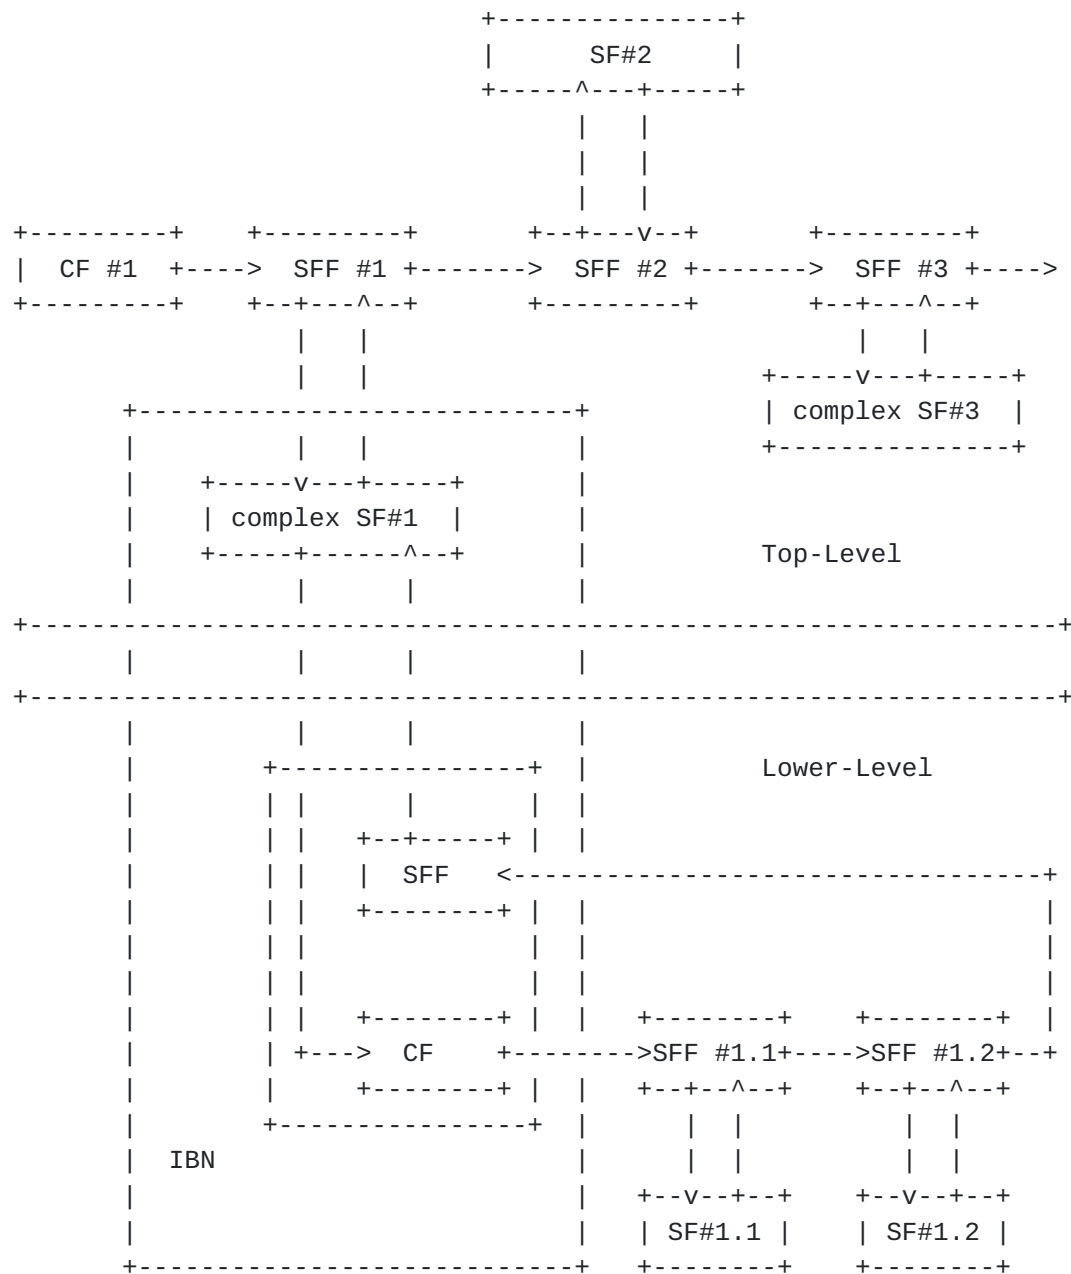 SF#2
CF #1 SFF #1 SFF #2 SFF #3
complex SF#3
complex SF#1
Top-Level
Lower-Level
SFF
CF SFF #1.1 SFF #1.2
IBN
SF#1.1 SF#1.2